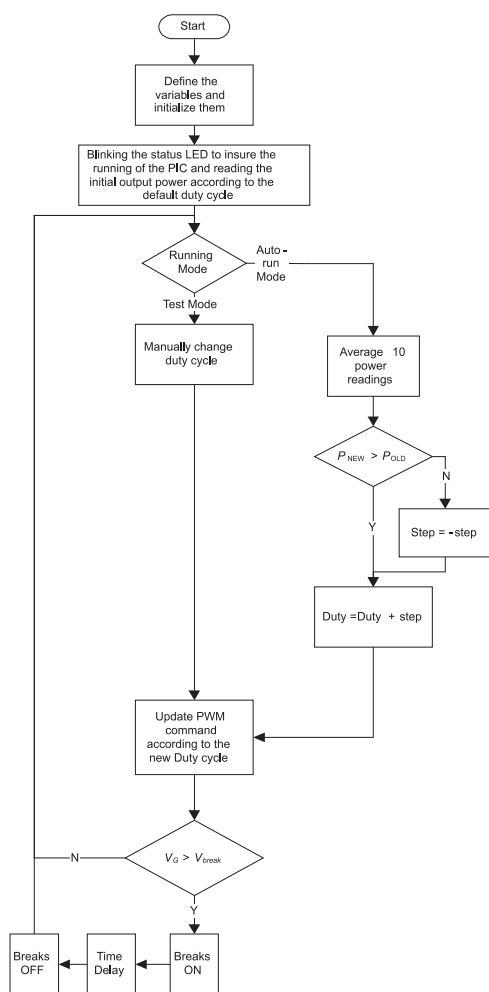 Start
Define the
variables and
initialize them
Blinking the status LED to insure the
running of the PIC and reading the
initial output power according to the
default duty cycle
Running
Mode
Auto-
run
Mode
Test Mode
Manually change
duty cycle
Average 10
power
readings
P NEW > P OLD
N
Y
Step = -step
Duty =Duty + step
Update PWM
command
according to the
new Duty cycle
V G > V break
N
Y
Breaks
OFF
Time
Delay
Breaks
ON